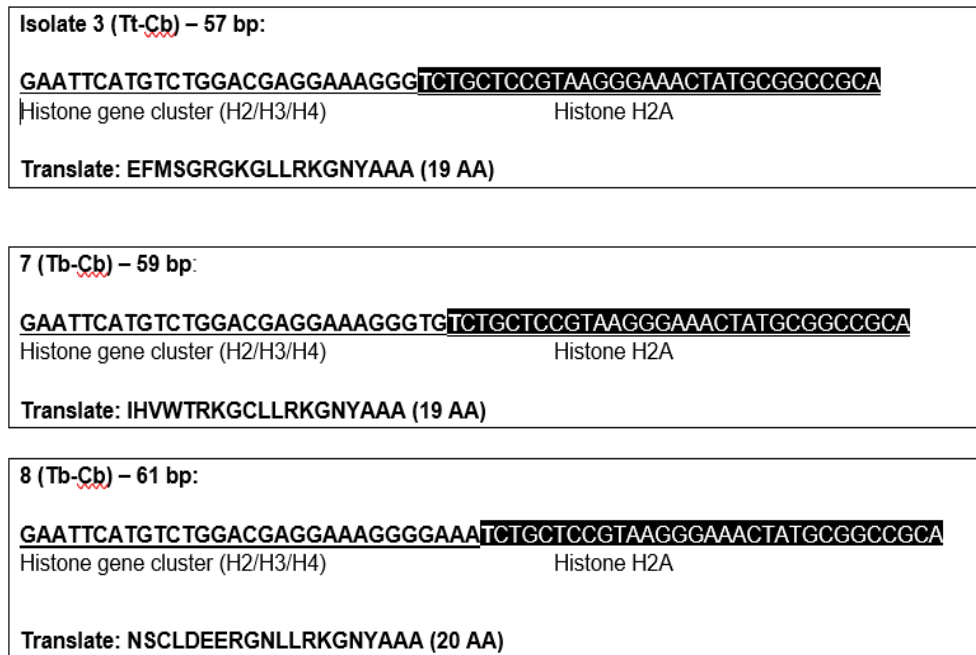 Isolate 3 (Tt-Cb) – 57 bp:
GAATTCATGTCTGGACGAGGAAAGGGTCTGCTCCGTAAGGGAAACTATGCGGCCGCA
Histone gene cluster (H2/H3/H4) Histone H2A
Translate: EFMSGRGKGLLRKGNYAAA (19 AA)
7 (Tb-Cb) – 59 bp:
GAATTCATGTCTGGACGAGGAAAGGGTGTCTGCTCCGTAAGGGAAACTATGCGGCCGCA
Histone gene cluster (H2/H3/H4) Histone H2A
Translate: IHVWTRKGCLLRKGNYAAA (19 AA)
8 (Tb-Cb) – 61 bp:
GAATTCATGTCTGGACGAGGAAAGGGGAAATCTGCTCCGTAAGGGAAACTATGCGGCCGCA
Histone gene cluster (H2/H3/H4) Histone H2A
Translate: NSCLDEERGNLLRKGNYAAA (20 AA)